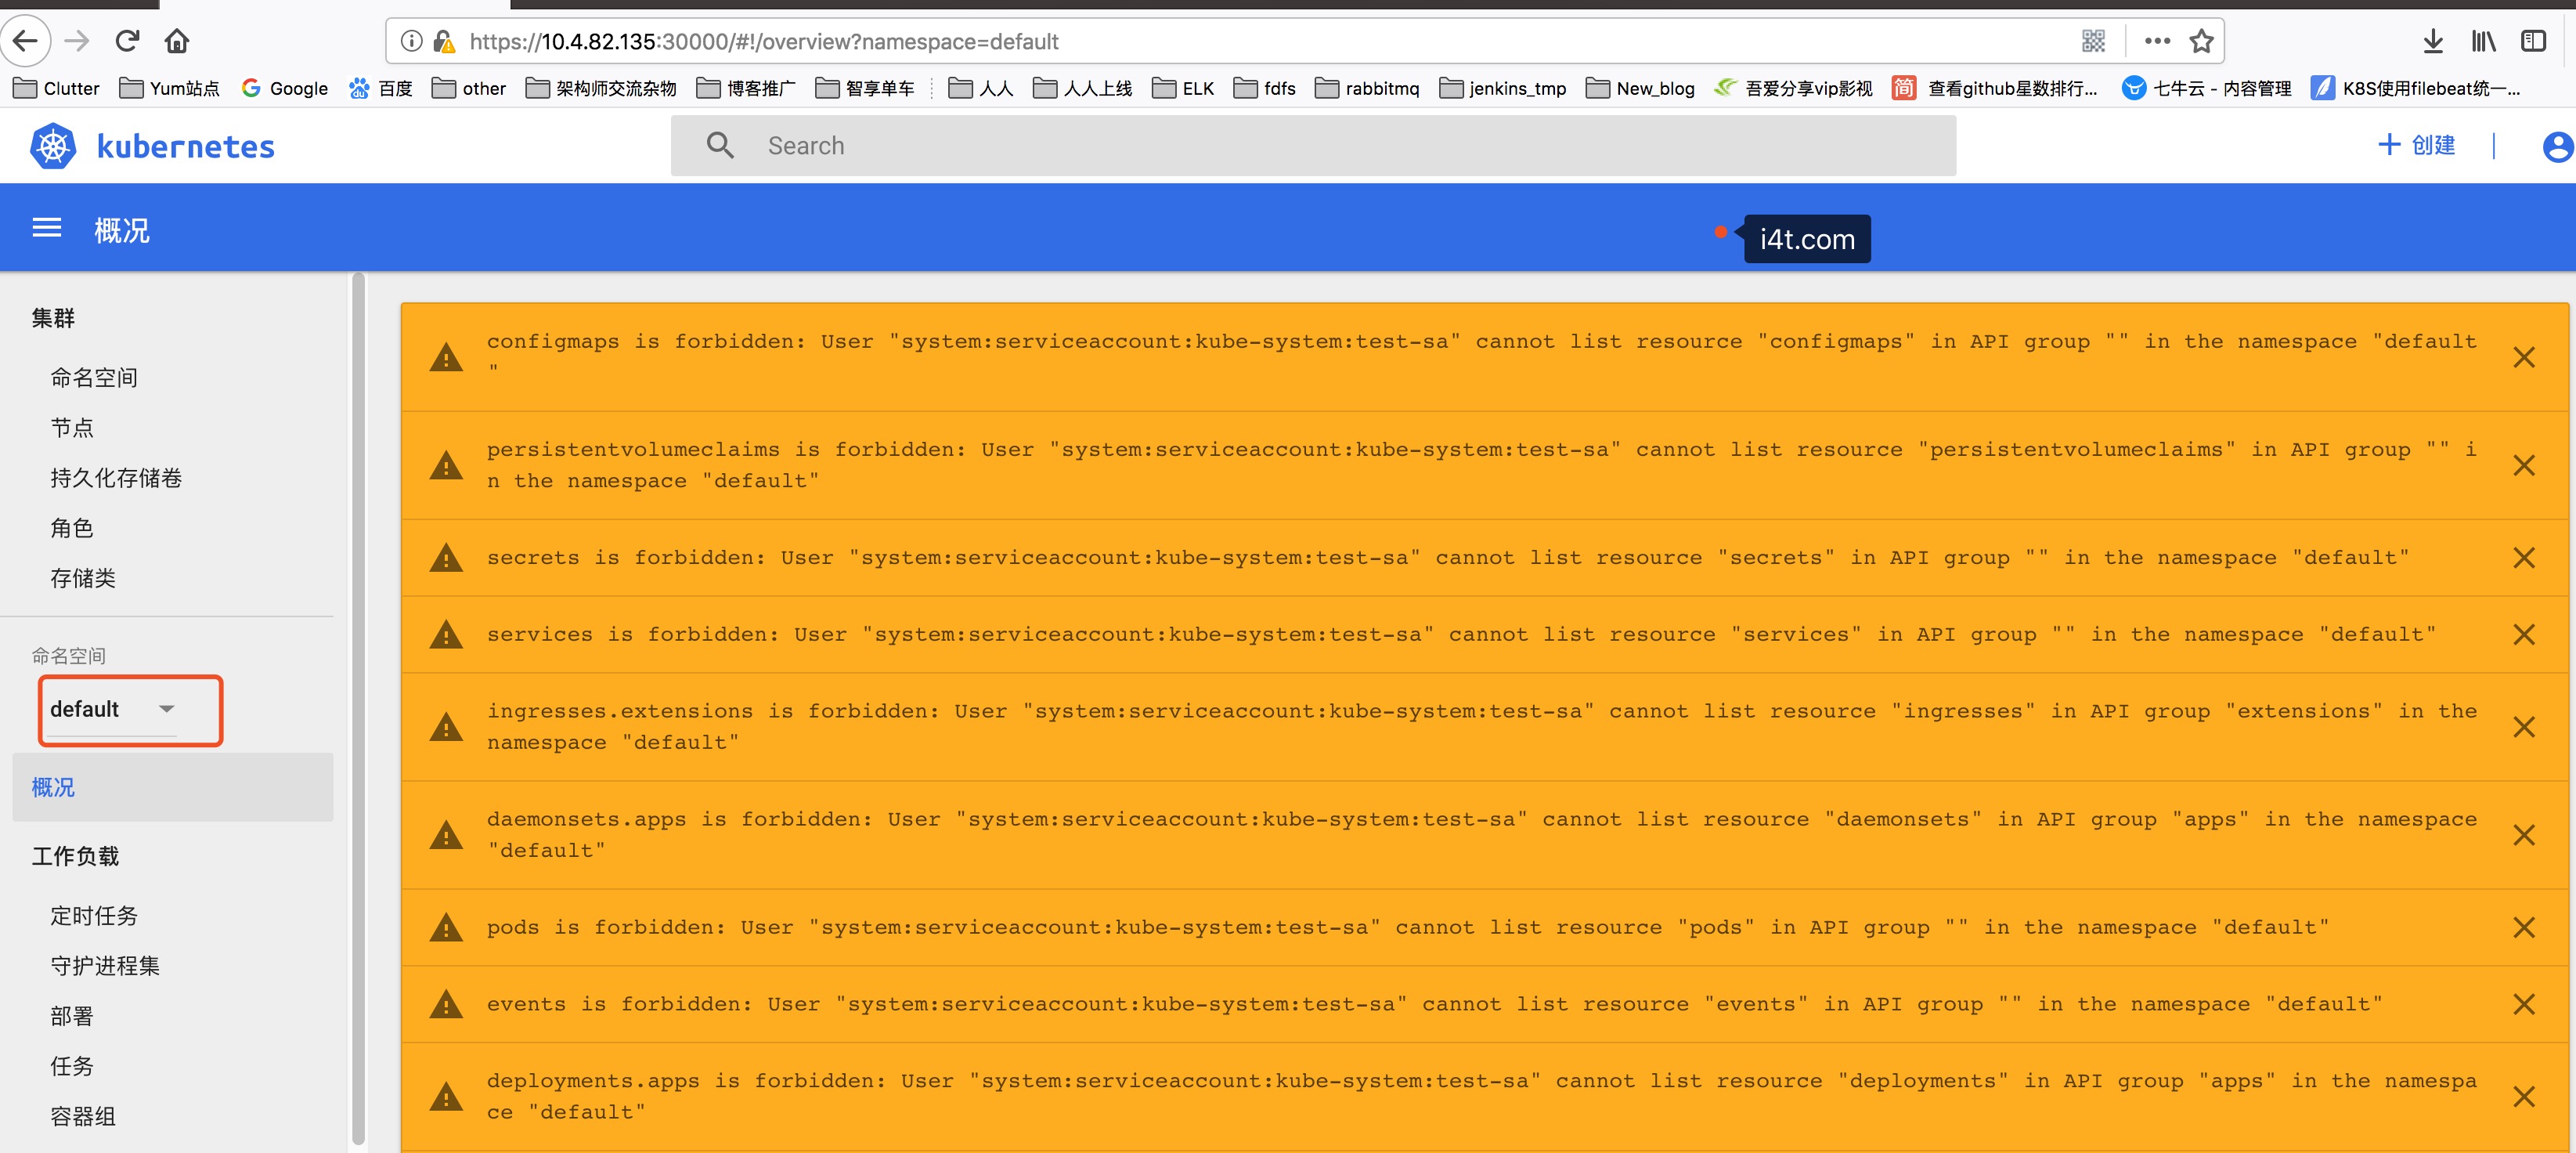 https://10.4.82.135:30000/#!/overview?namespace=default
Clutter Yum站点 Google 百度 other 架构师交流杂物 博客推广 智享单车 人人 人人上线 ELK fdfs rabbitmq jenkins_tmp New_blog 吾爱分享vip影视 简 查看github星数排行... 七牛云 - 内容管理 K8S使用filebeat统一...
kubernetes
Search
+ 创建
概况
i4t.com
集群
命名空间
节点
持久化存储卷
角色
存储类
命名空间
default
概况
工作负载
定时任务
守护进程集
部署
任务
容器组
configmaps is forbidden: User "system:serviceaccount:kube-system:test-sa" cannot list resource "configmaps" in API group "" in the namespace "default
"
persistentvolumeclaims is forbidden: User "system:serviceaccount:kube-system:test-sa" cannot list resource "persistentvolumeclaims" in API group "" i
n the namespace "default"
secrets is forbidden: User "system:serviceaccount:kube-system:test-sa" cannot list resource "secrets" in API group "" in the namespace "default"
services is forbidden: User "system:serviceaccount:kube-system:test-sa" cannot list resource "services" in API group "" in the namespace "default"
ingresses.extensions is forbidden: User "system:serviceaccount:kube-system:test-sa" cannot list resource "ingresses" in API group "extensions" in the
namespace "default"
daemonsets.apps is forbidden: User "system:serviceaccount:kube-system:test-sa" cannot list resource "daemonsets" in API group "apps" in the namespace
"default"
pods is forbidden: User "system:serviceaccount:kube-system:test-sa" cannot list resource "pods" in API group "" in the namespace "default"
events is forbidden: User "system:serviceaccount:kube-system:test-sa" cannot list resource "events" in API group "" in the namespace "default"
deployments.apps is forbidden: User "system:serviceaccount:kube-system:test-sa" cannot list resource "deployments" in API group "apps" in the namespa
ce "default"